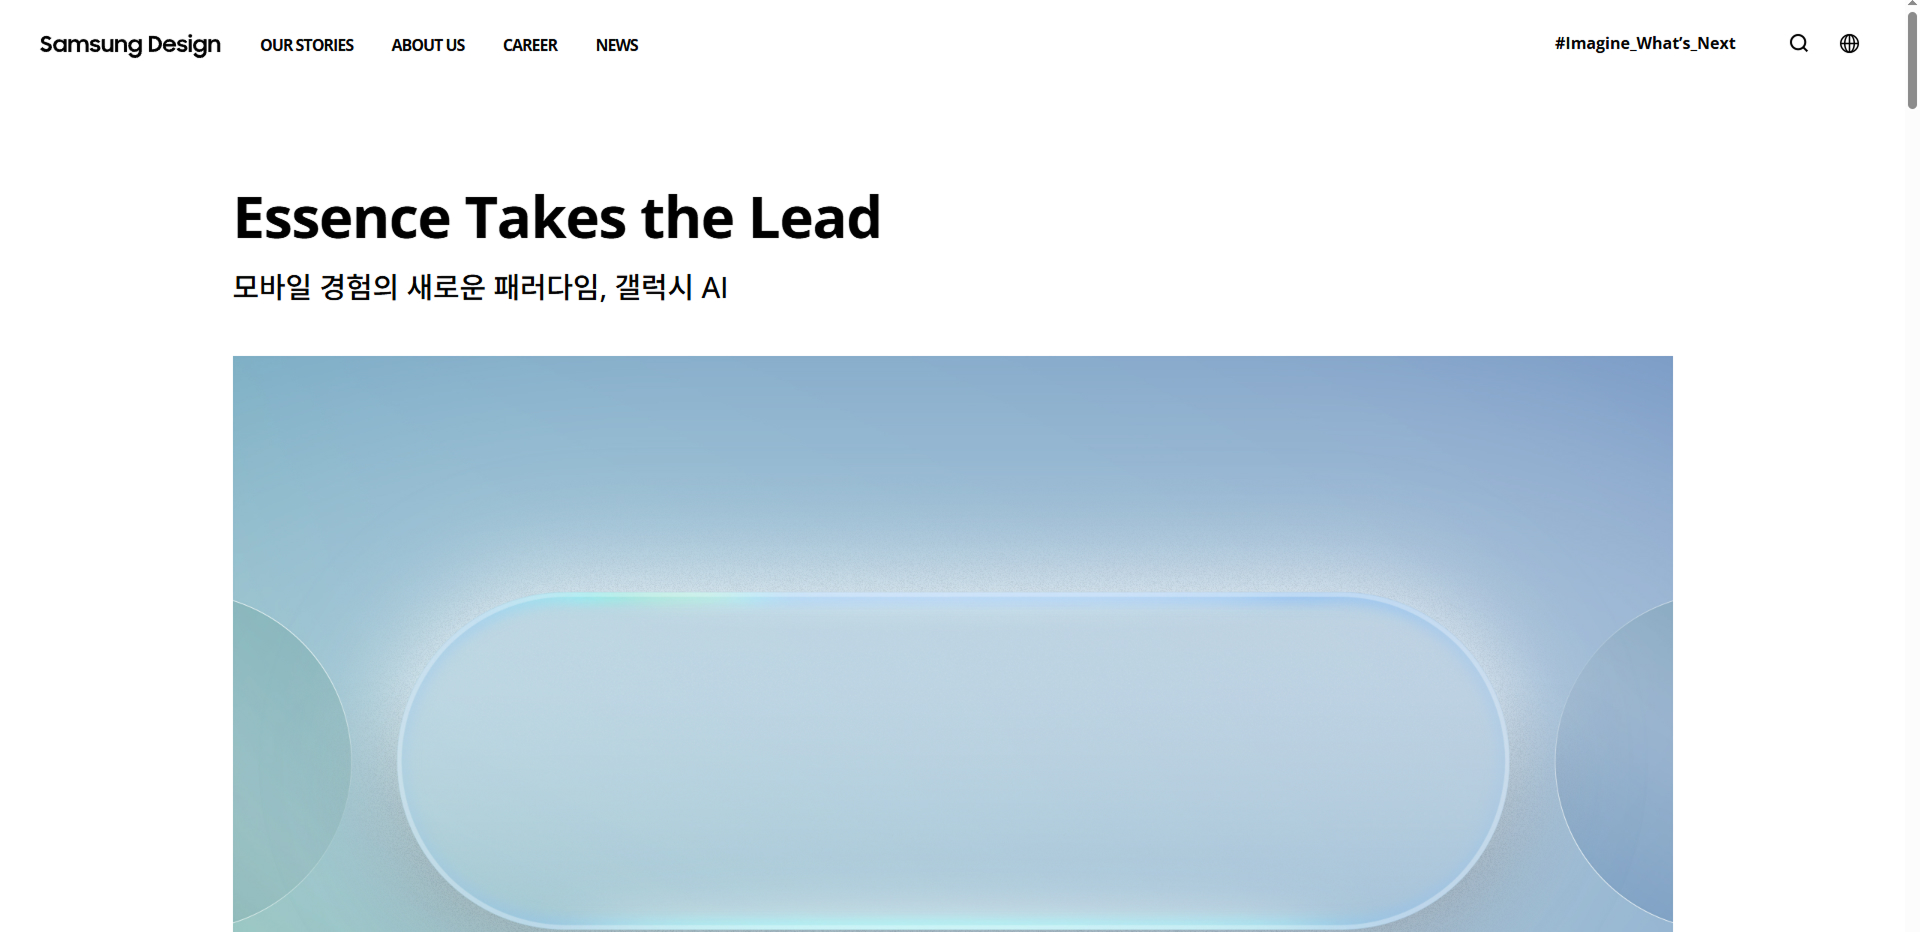 Samsung Design
OUR STORIES
ABOUT US
CAREER
NEWS
#Imagine_What’s_Next
Essence Takes the Lead
모바일 경험의 새로운 패러다임, 갤럭시 AI